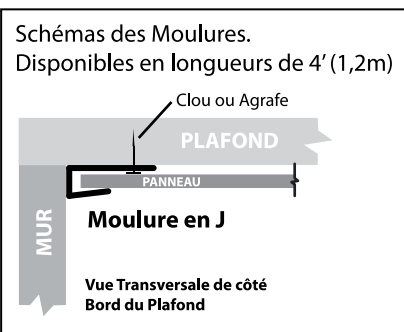 Schémas des Moulures.
Disponibles en longueurs de 4' (1,2m)
Clou ou Agrafe
PLAFOND
PANNEAU
MUR
Moulure en J
Vue Transversale de côté
Bord du Plafond